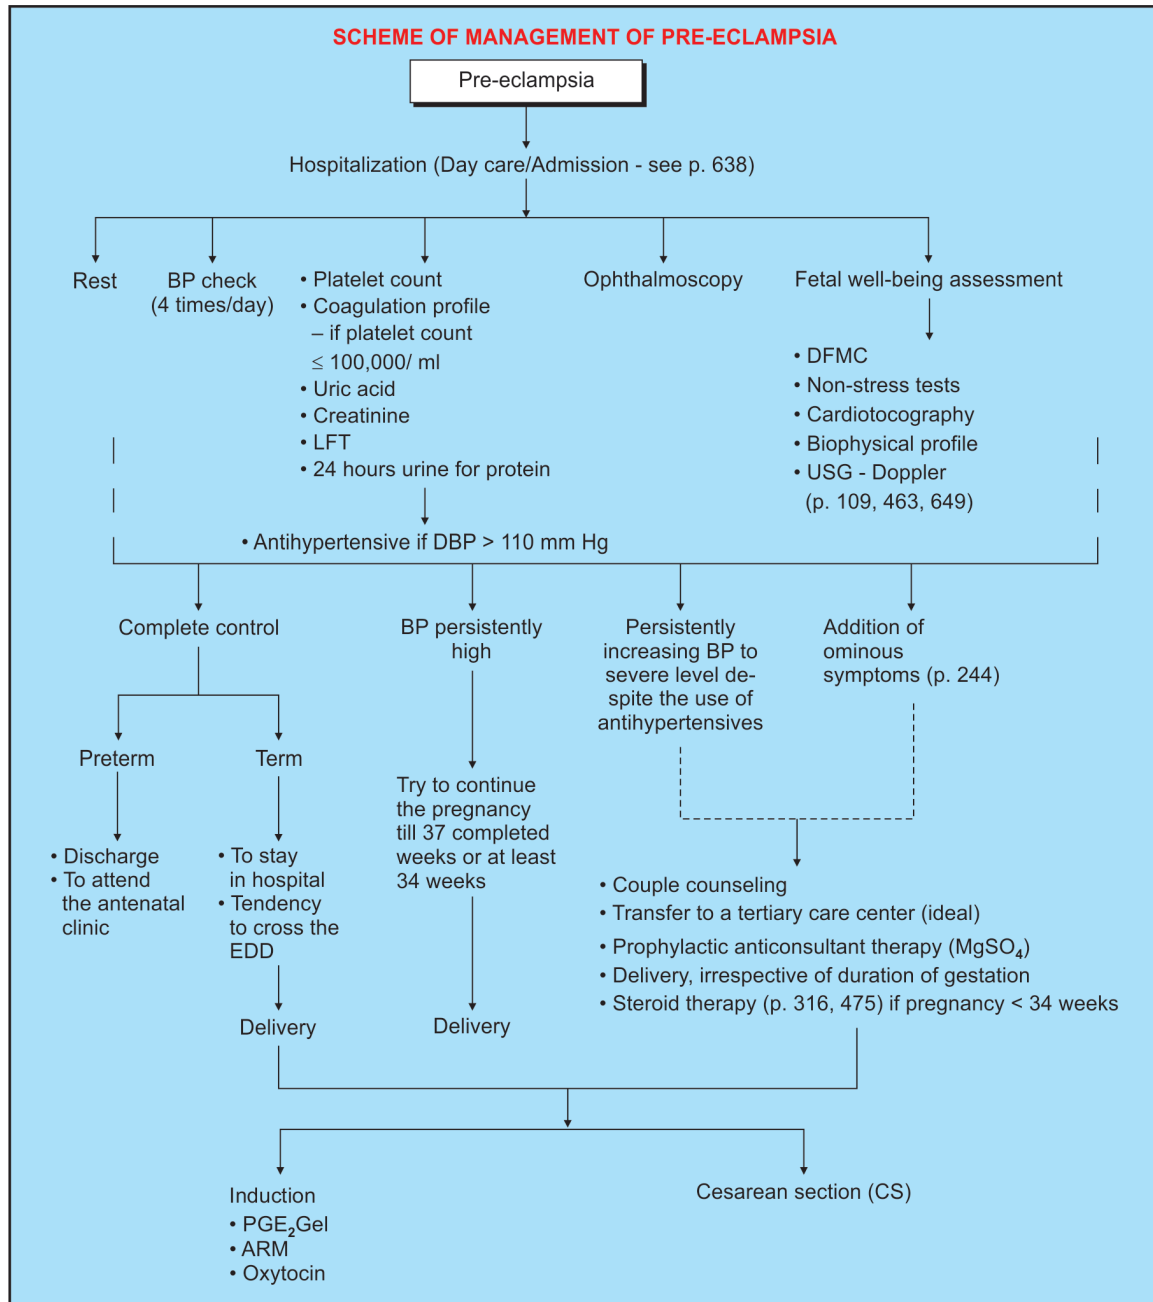 SCHEME OF MANAGEMENT OF PRE-ECLAMPSIA
Pre-eclampsia
Hospitalization (Day care/Admission - see p. 638)
Rest
BP check
(4 times/day)
• Platelet count
• Coagulation profile
– if platelet count
≤ 100,000/ ml
• Uric acid
• Creatinine
• LFT
• 24 hours urine for protein
Ophthalmoscopy
Fetal well-being assessment
• DFMC
• Non-stress tests
• Cardiotocography
• Biophysical profile
• USG - Doppler
(p. 109, 463, 649)
• Antihypertensive if DBP > 110 mm Hg
Complete control
BP persistently
high
Persistently
increasing BP to
severe level de-
spite the use of
antihypertensives
Addition of
ominous
symptoms (p. 244)
Preterm
Term
• Discharge
• To attend
the antenatal
clinic
• To stay
in hospital
• Tendency
to cross the
EDD
Try to continue
the pregnancy
till 37 completed
weeks or at least
34 weeks
• Couple counseling
• Transfer to a tertiary care center (ideal)
• Prophylactic anticonsultant therapy (MgSO₄)
• Delivery, irrespective of duration of gestation
• Steroid therapy (p. 316, 475) if pregnancy < 34 weeks
Delivery
Delivery
Induction
• PGE₂Gel
• ARM
• Oxytocin
Cesarean section (CS)